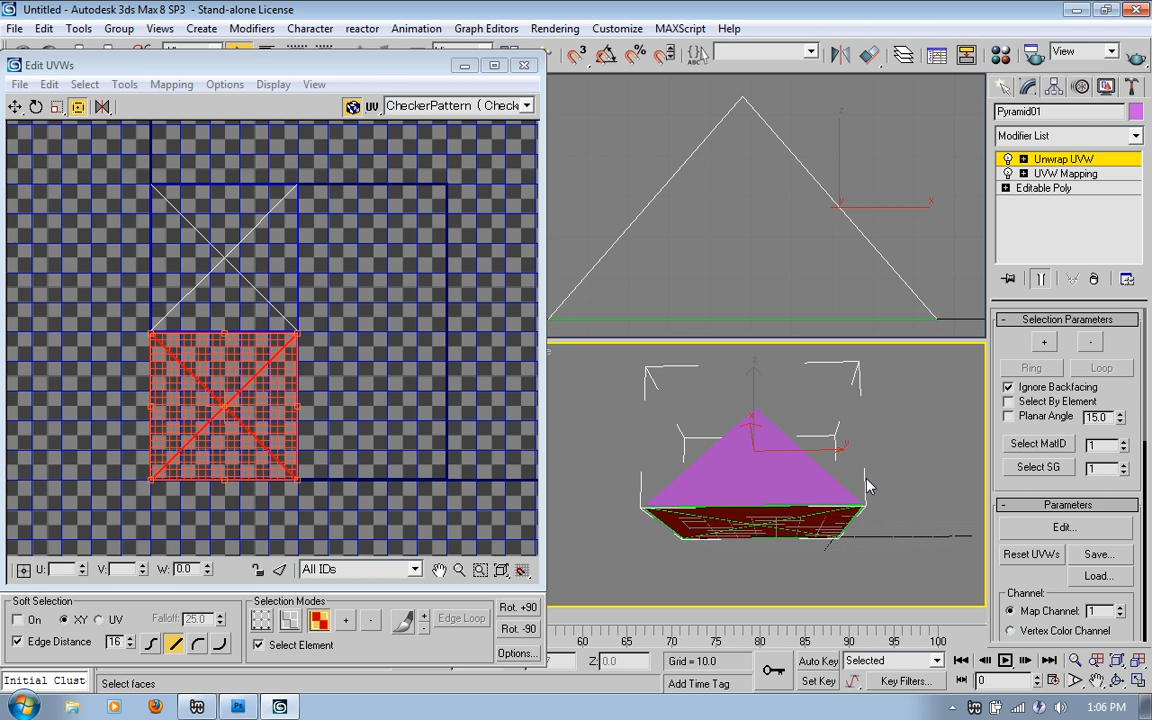 Untitled - Autodesk 3ds Max 8 SP3 - Stand-alone License
File Edit Tools Group Views Create Modifiers Character reactor Animation Graph Editors Rendering Customize MAXScript Help
View
Edit UVWs
File Edit Select Tools Mapping Options Display View
UV CheckerPattern ( Check
Pyramid01
Modifier List
Unwrap UVW
UVW Mapping
Editable Poly
z
y x
z
x y
Selection Parameters
+ -
Ring Loop
Ignore Backfacing
Select By Element
Planar Angle 15.0
Select MatID 1
Select SG 1
Parameters
Edit...
Reset UVWs Save...
Load...
Channel:
Map Channel: 1
Vertex Color Channel
U: V: W: 0.0 All IDs
Soft Selection
On XY UV Falloff: 25.0
Edge Distance 16
Selection Modes
+ - + - Edge Loop
Select Element
Rot. +90
Rot. -90
Options...
60 65 70 75 80 85 90 95 100
Z: 0.0 Grid = 10.0
Add Time Tag
Auto Key Selected
Set Key Key Filters...
0
Initial Clust Select faces
Ps
1:06 PM